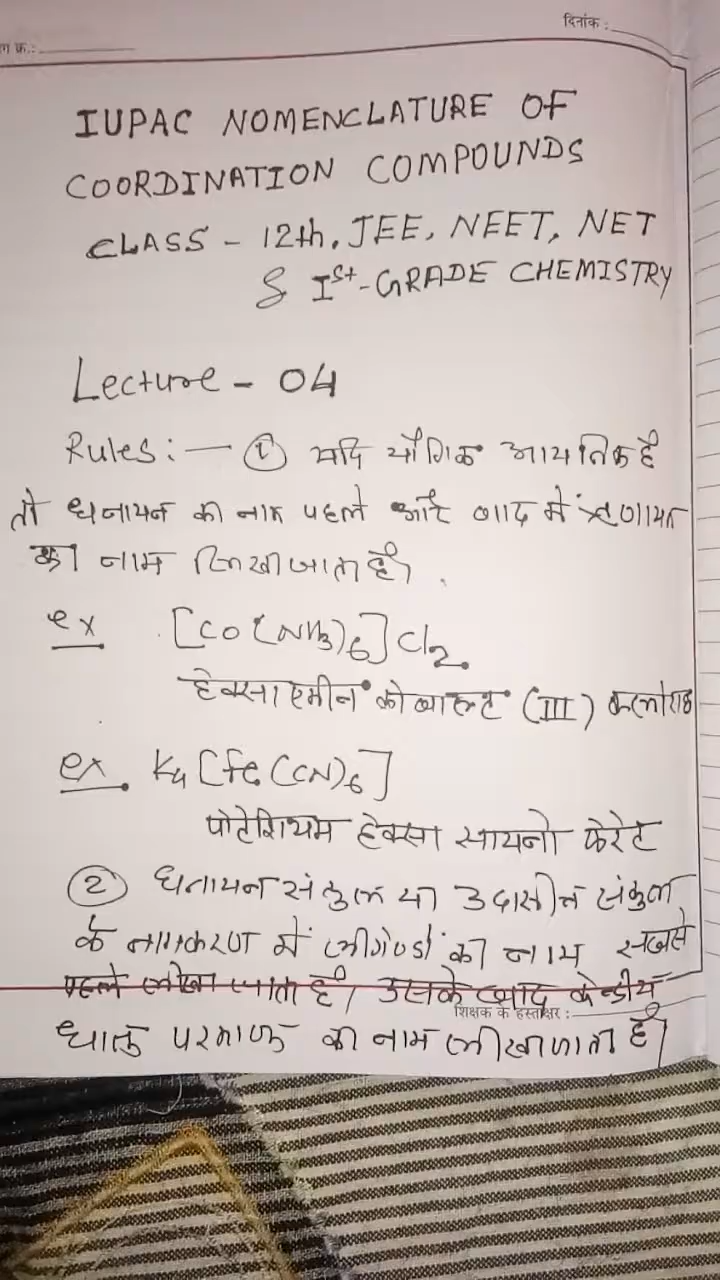 दिनांक :
ग क्र.:
IUPAC NOMENCLATURE OF
COORDINATION COMPOUNDS
CLASS - 12th, JEE, NEET, NET
& Ist-GRADE CHEMISTRY
Lecture - 04
Rules: — ① यदि यौगिक आयनिक है
तो धनायन का नाम पहले और बाद में ऋणायन
का नाम लिखा जाता है।
ex [CO(NH3)6]Cl2.
हेक्साएमीन कोबाल्ट (III) क्लोराइड
ex. K4[Fe(CN)6]
पोटेशियम हेक्सा सायनो फेरेट
② धनायन संकुल या उदासीन संकुल
के नामकरण में लीगेण्डों का नाम सबसे
पहले लीखा जाता है। उसके बाद केन्द्रीय
शिक्षक के हस्ताक्षर :
धातु परमाणु का नाम लीखा जाता है।